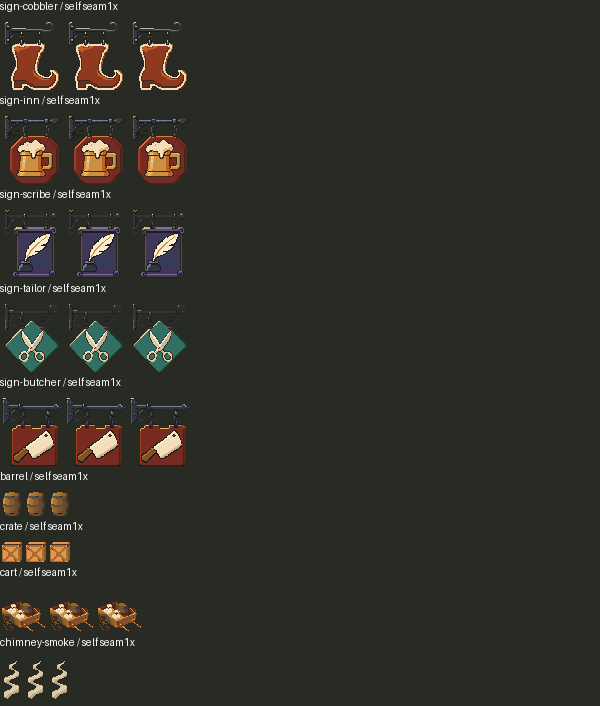 sign-cobbler / selfseam1x
sign-inn / selfseam1x
sign-scribe / selfseam1x
sign-tailor / selfseam1x
sign-butcher / selfseam1x
barrel / selfseam1x
crate / selfseam1x
cart / selfseam1x
chimney-smoke / selfseam1x